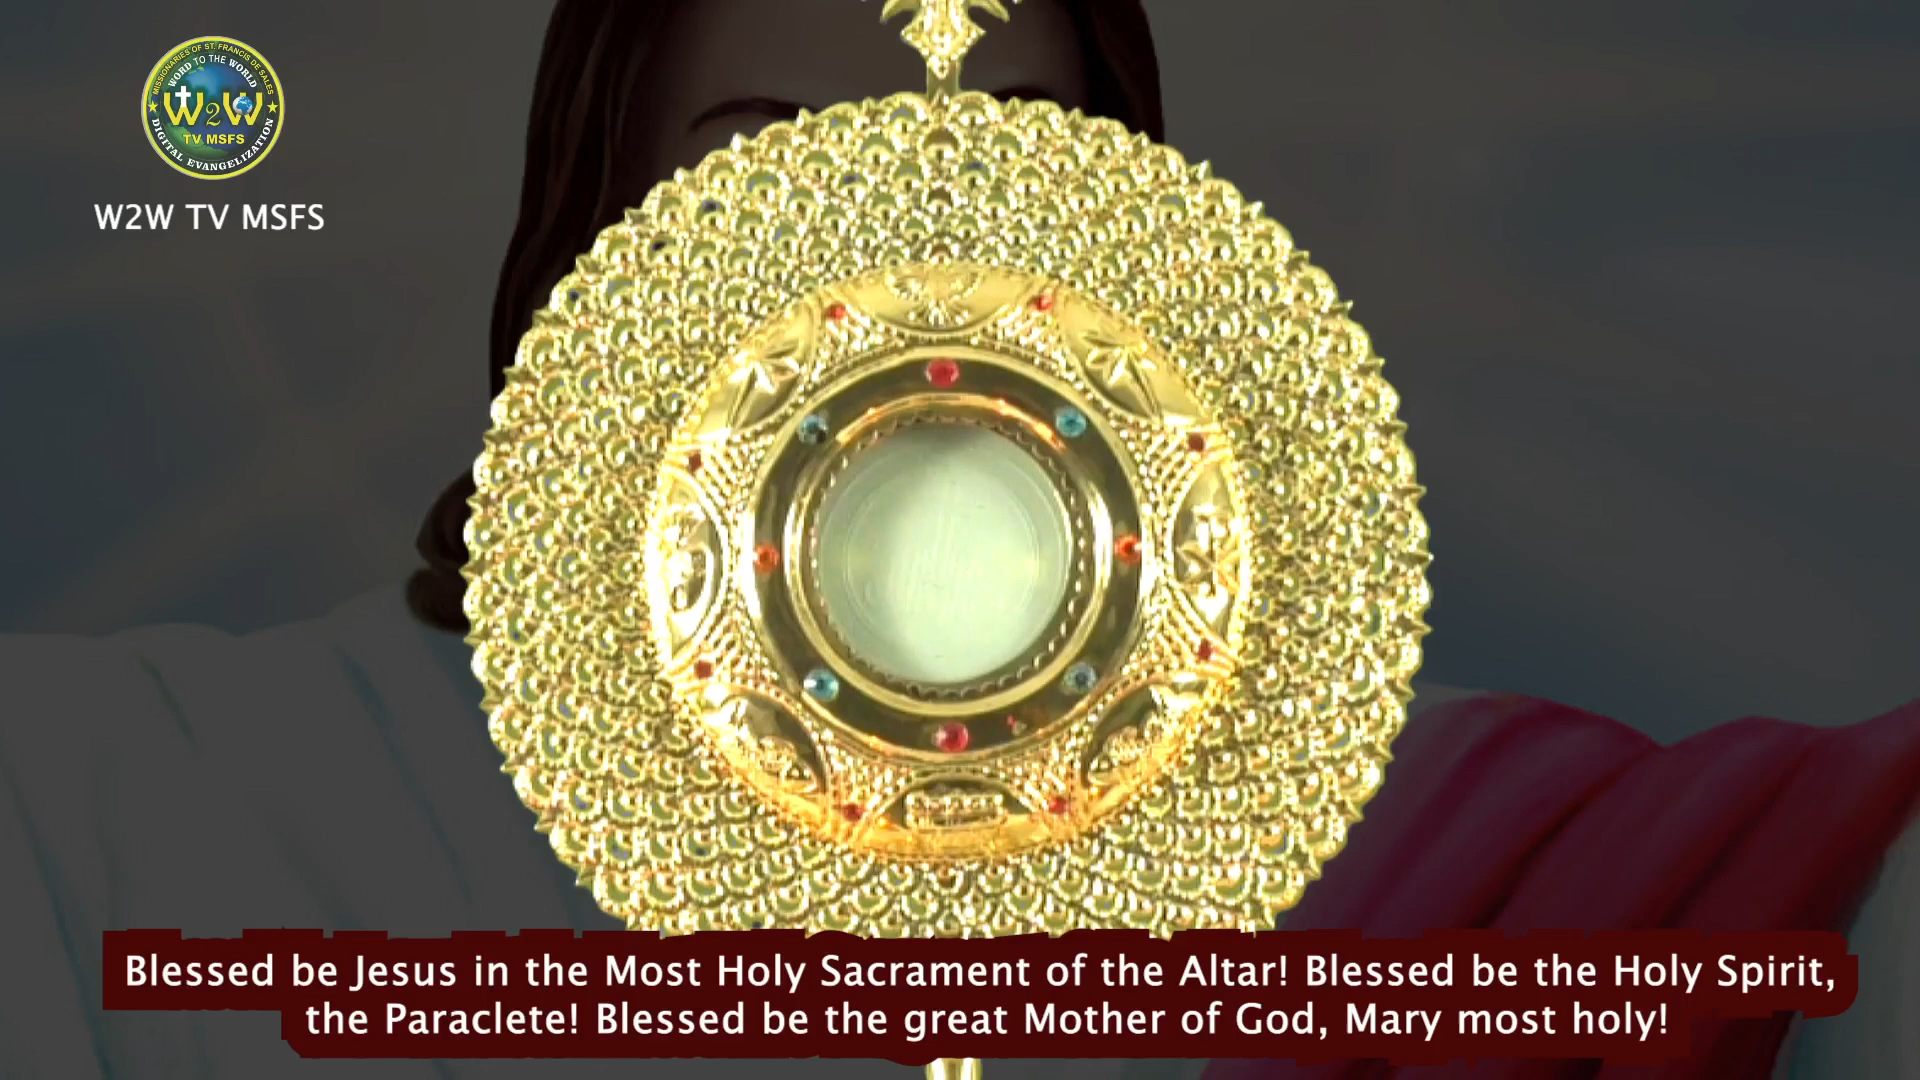 MISSIONARIES OF ST. FRANCIS DE SALES
WORD TO THE WORLD
W2W
TV MSFS
DIGITAL EVANGELIZATION
W2W TV MSFS
Blessed be Jesus in the Most Holy Sacrament of the Altar! Blessed be the Holy Spirit,
the Paraclete! Blessed be the great Mother of God, Mary most holy!